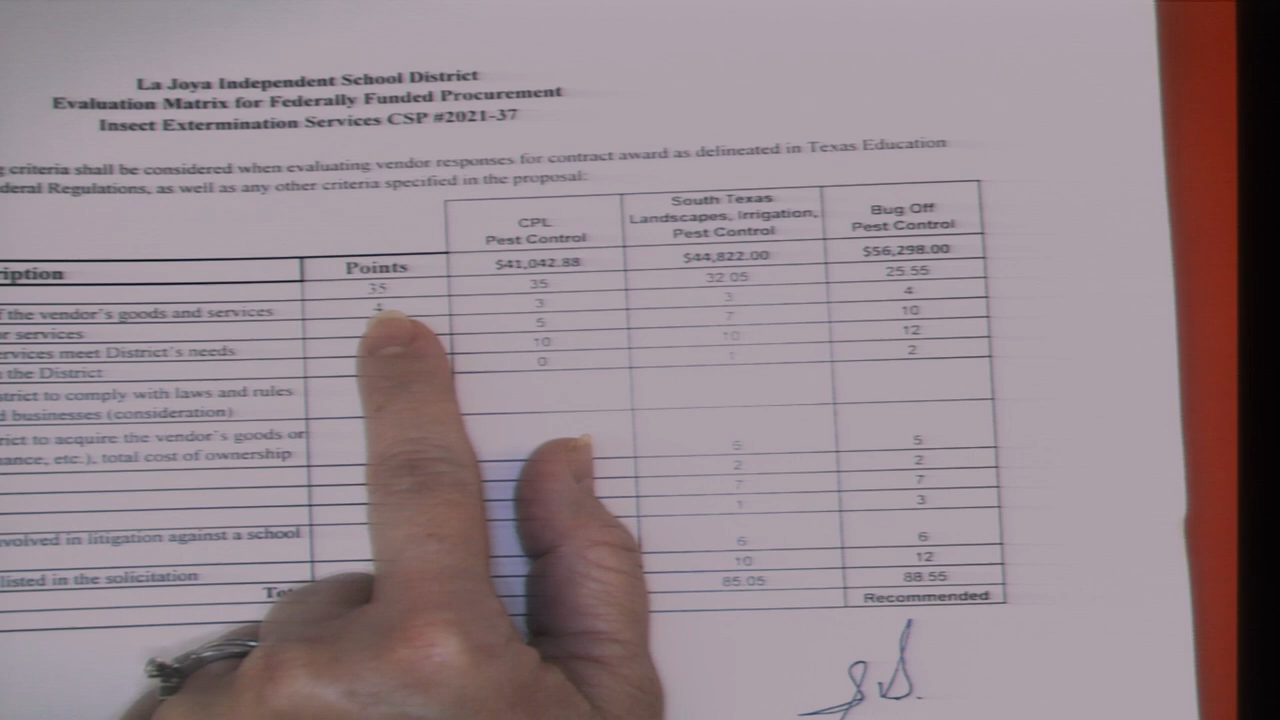 La Joya Independent School District
Evaluation Matrix for Federally Funded Procurement
Insect Extermination Services CSP #2021-37
criteria shall be considered when evaluating vendor responses for contract award as delineated in Texas Education
Regulations, as well as any other criteria specified in the proposal:
CPL Pest Control
South Texas Landscapes, Irrigation, Pest Control
Bug Off Pest Control
Points $41,042.88 $44,822.00 $56,298.00
35 35 32.05 25.55
f the vendor's goods and services 4 3 3 4
services 5 7 10
meet District's needs 10 10 12
the District 0 1 2
to comply with laws and rules
businesses (consideration)
to acquire the vendor's goods or
etc.), total cost of ownership 5 5
2 2
7 7
1 3
in litigation against a school 6 6
listed in the solicitation 10 12
85.05 88.55
Recommended